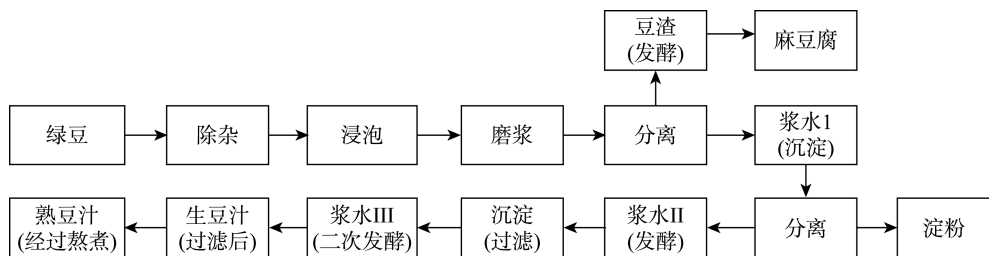 豆渣
(发酵)
麻豆腐
绿豆
除杂
浸泡
磨浆
分离
浆水1
(沉淀)
熟豆汁
(经过熬煮)
生豆汁
(过滤后)
浆水III
(二次发酵)
沉淀
(过滤)
浆水II
(发酵)
分离
淀粉